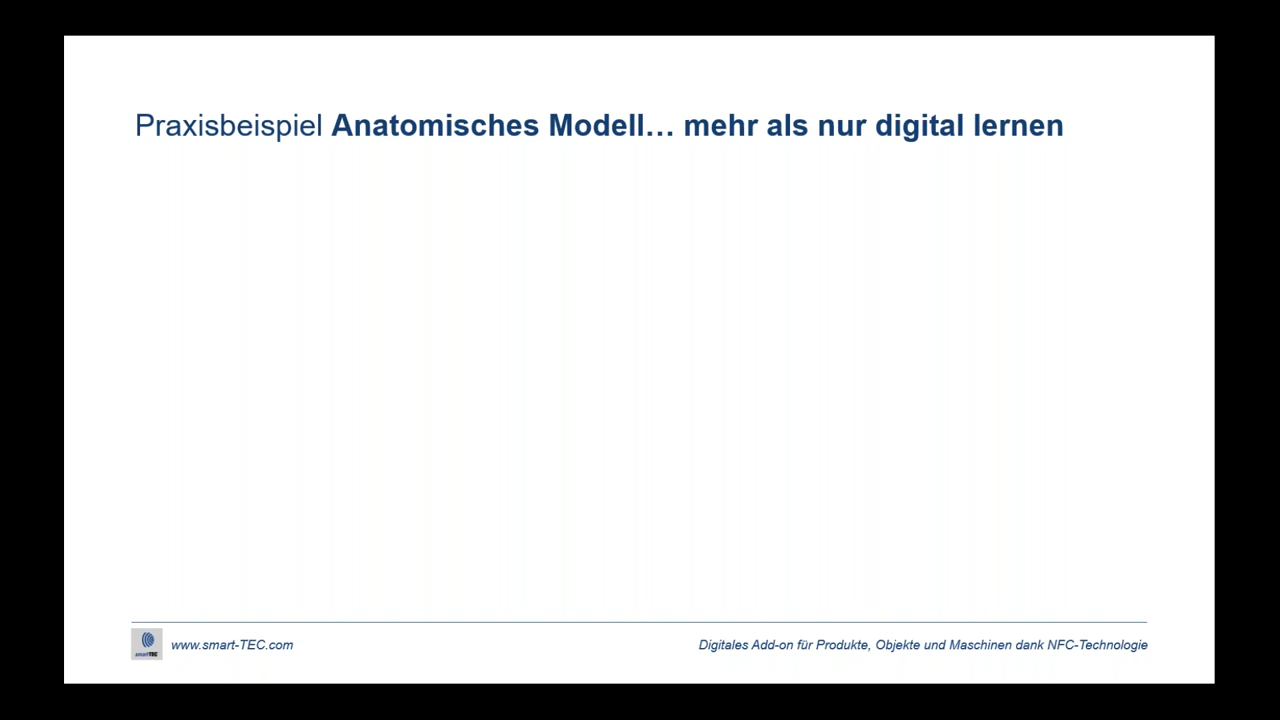 Praxisbeispiel Anatomisches Modell… mehr als nur digital lernen
smartTEC
www.smart-TEC.com
Digitales Add-on für Produkte, Objekte und Maschinen dank NFC-Technologie